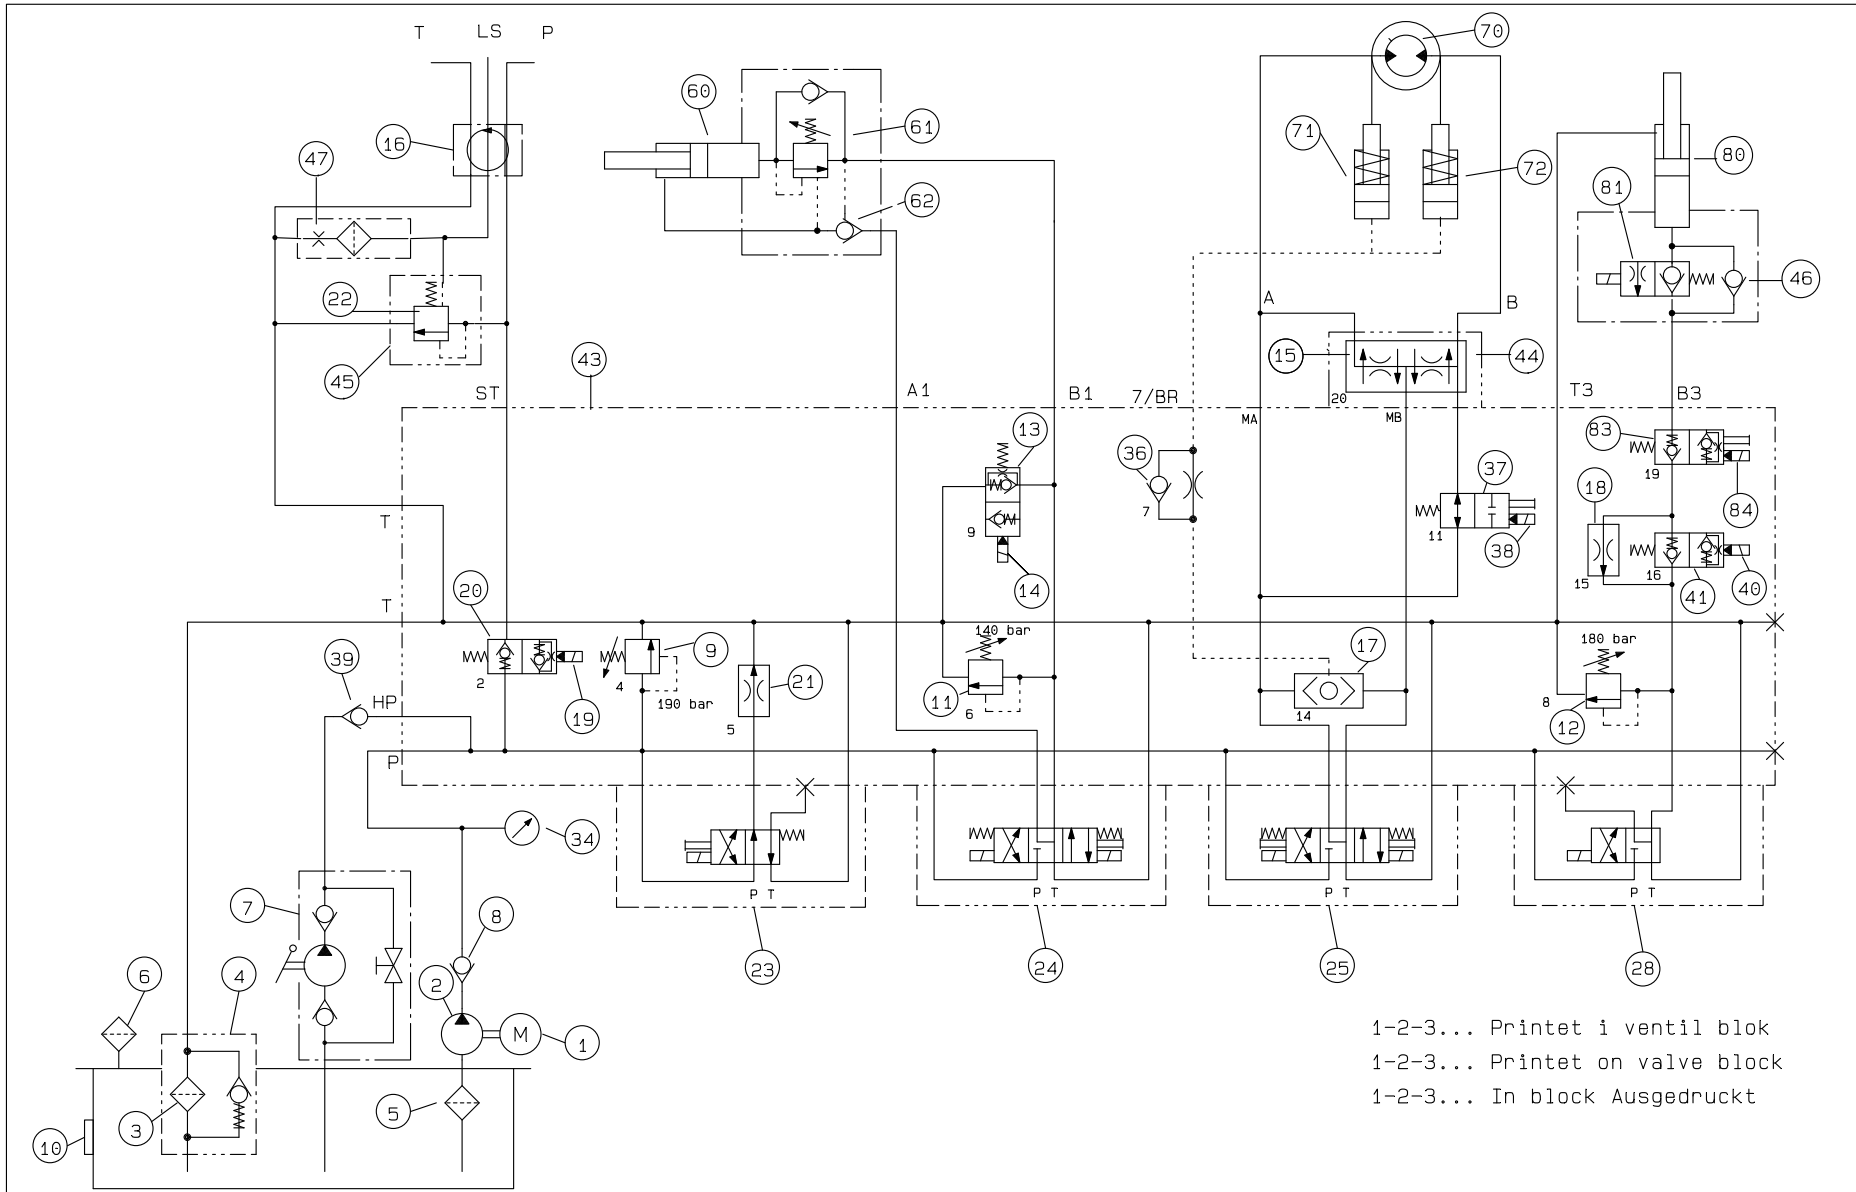 T LS P
70
60
61
16
47
71
72
80
81
62
46
22
A
B
43
15
44
45
20
ST
A1
B1
7/BR
MA
MB
T3
B3
13
36
37
83
19
18
84
7
9
11
38
T
14
15
16
41
40
20
T
140 bar
180 bar
39
2
19
4
9
190 bar
21
5
11
6
17
14
8
12
HP
P
34
P T
P T
P T
P T
7
8
23
24
25
28
6
4
2
M
1
3
5
10
1-2-3... Printet i ventil blok
1-2-3... Printet on valve block
1-2-3... In block Ausgedruckt